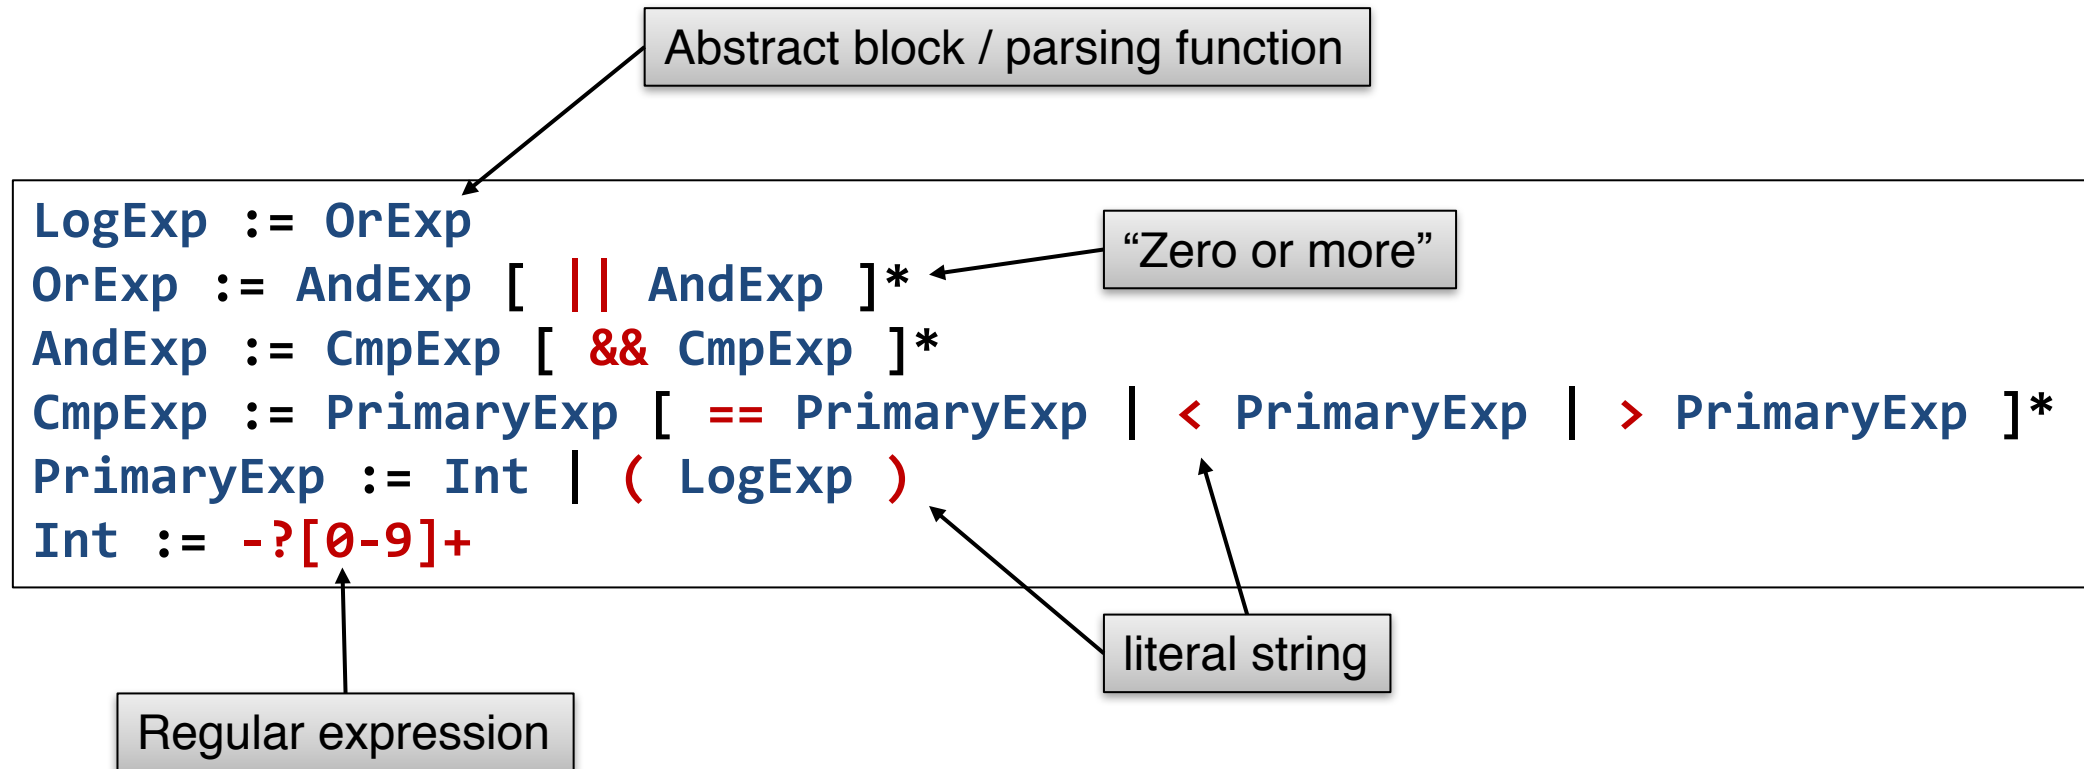 Abstract block / parsing function
LogExp := OrExp
“Zero or more”
OrExp := AndExp [ || AndExp ]*
AndExp := CmpExp [ && CmpExp ]*
CmpExp := PrimaryExp [ == PrimaryExp | < PrimaryExp | > PrimaryExp ]*
PrimaryExp := Int | ( LogExp )
Int := -?[0-9]+
literal string
Regular expression